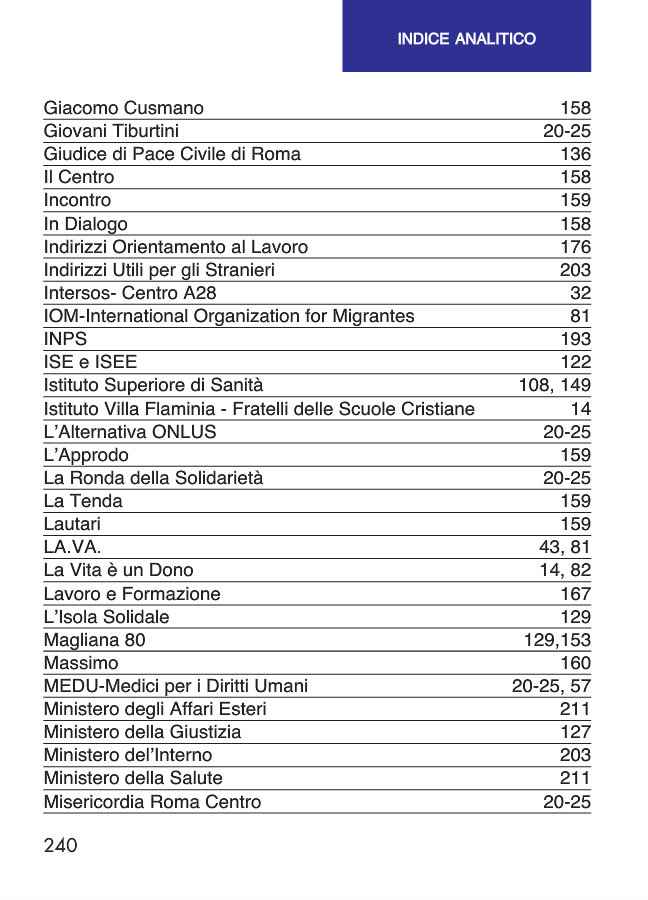 INDICE ANALITICO
Giacomo Cusmano 158
Giovani Tiburtini 20-25
Giudice di Pace Civile di Roma 136
Il Centro 158
Incontro 159
In Dialogo 158
Indirizzi Orientamento al Lavoro 176
Indirizzi Utili per gli Stranieri 203
Intersos- Centro A28 32
IOM-International Organization for Migrantes 81
INPS 193
ISE e ISEE 122
Istituto Superiore di Sanità 108, 149
Istituto Villa Flaminia - Fratelli delle Scuole Cristiane 14
L'Alternativa ONLUS 20-25
L'Approdo 159
La Ronda della Solidarietà 20-25
La Tenda 159
Lautari 159
LA.VA. 43, 81
La Vita è un Dono 14, 82
Lavoro e Formazione 167
L'Isola Solidale 129
Magliana 80 129,153
Massimo 160
MEDU-Medici per i Diritti Umani 20-25, 57
Ministero degli Affari Esteri 211
Ministero della Giustizia 127
Ministero del'Interno 203
Ministero della Salute 211
Misericordia Roma Centro 20-25
240